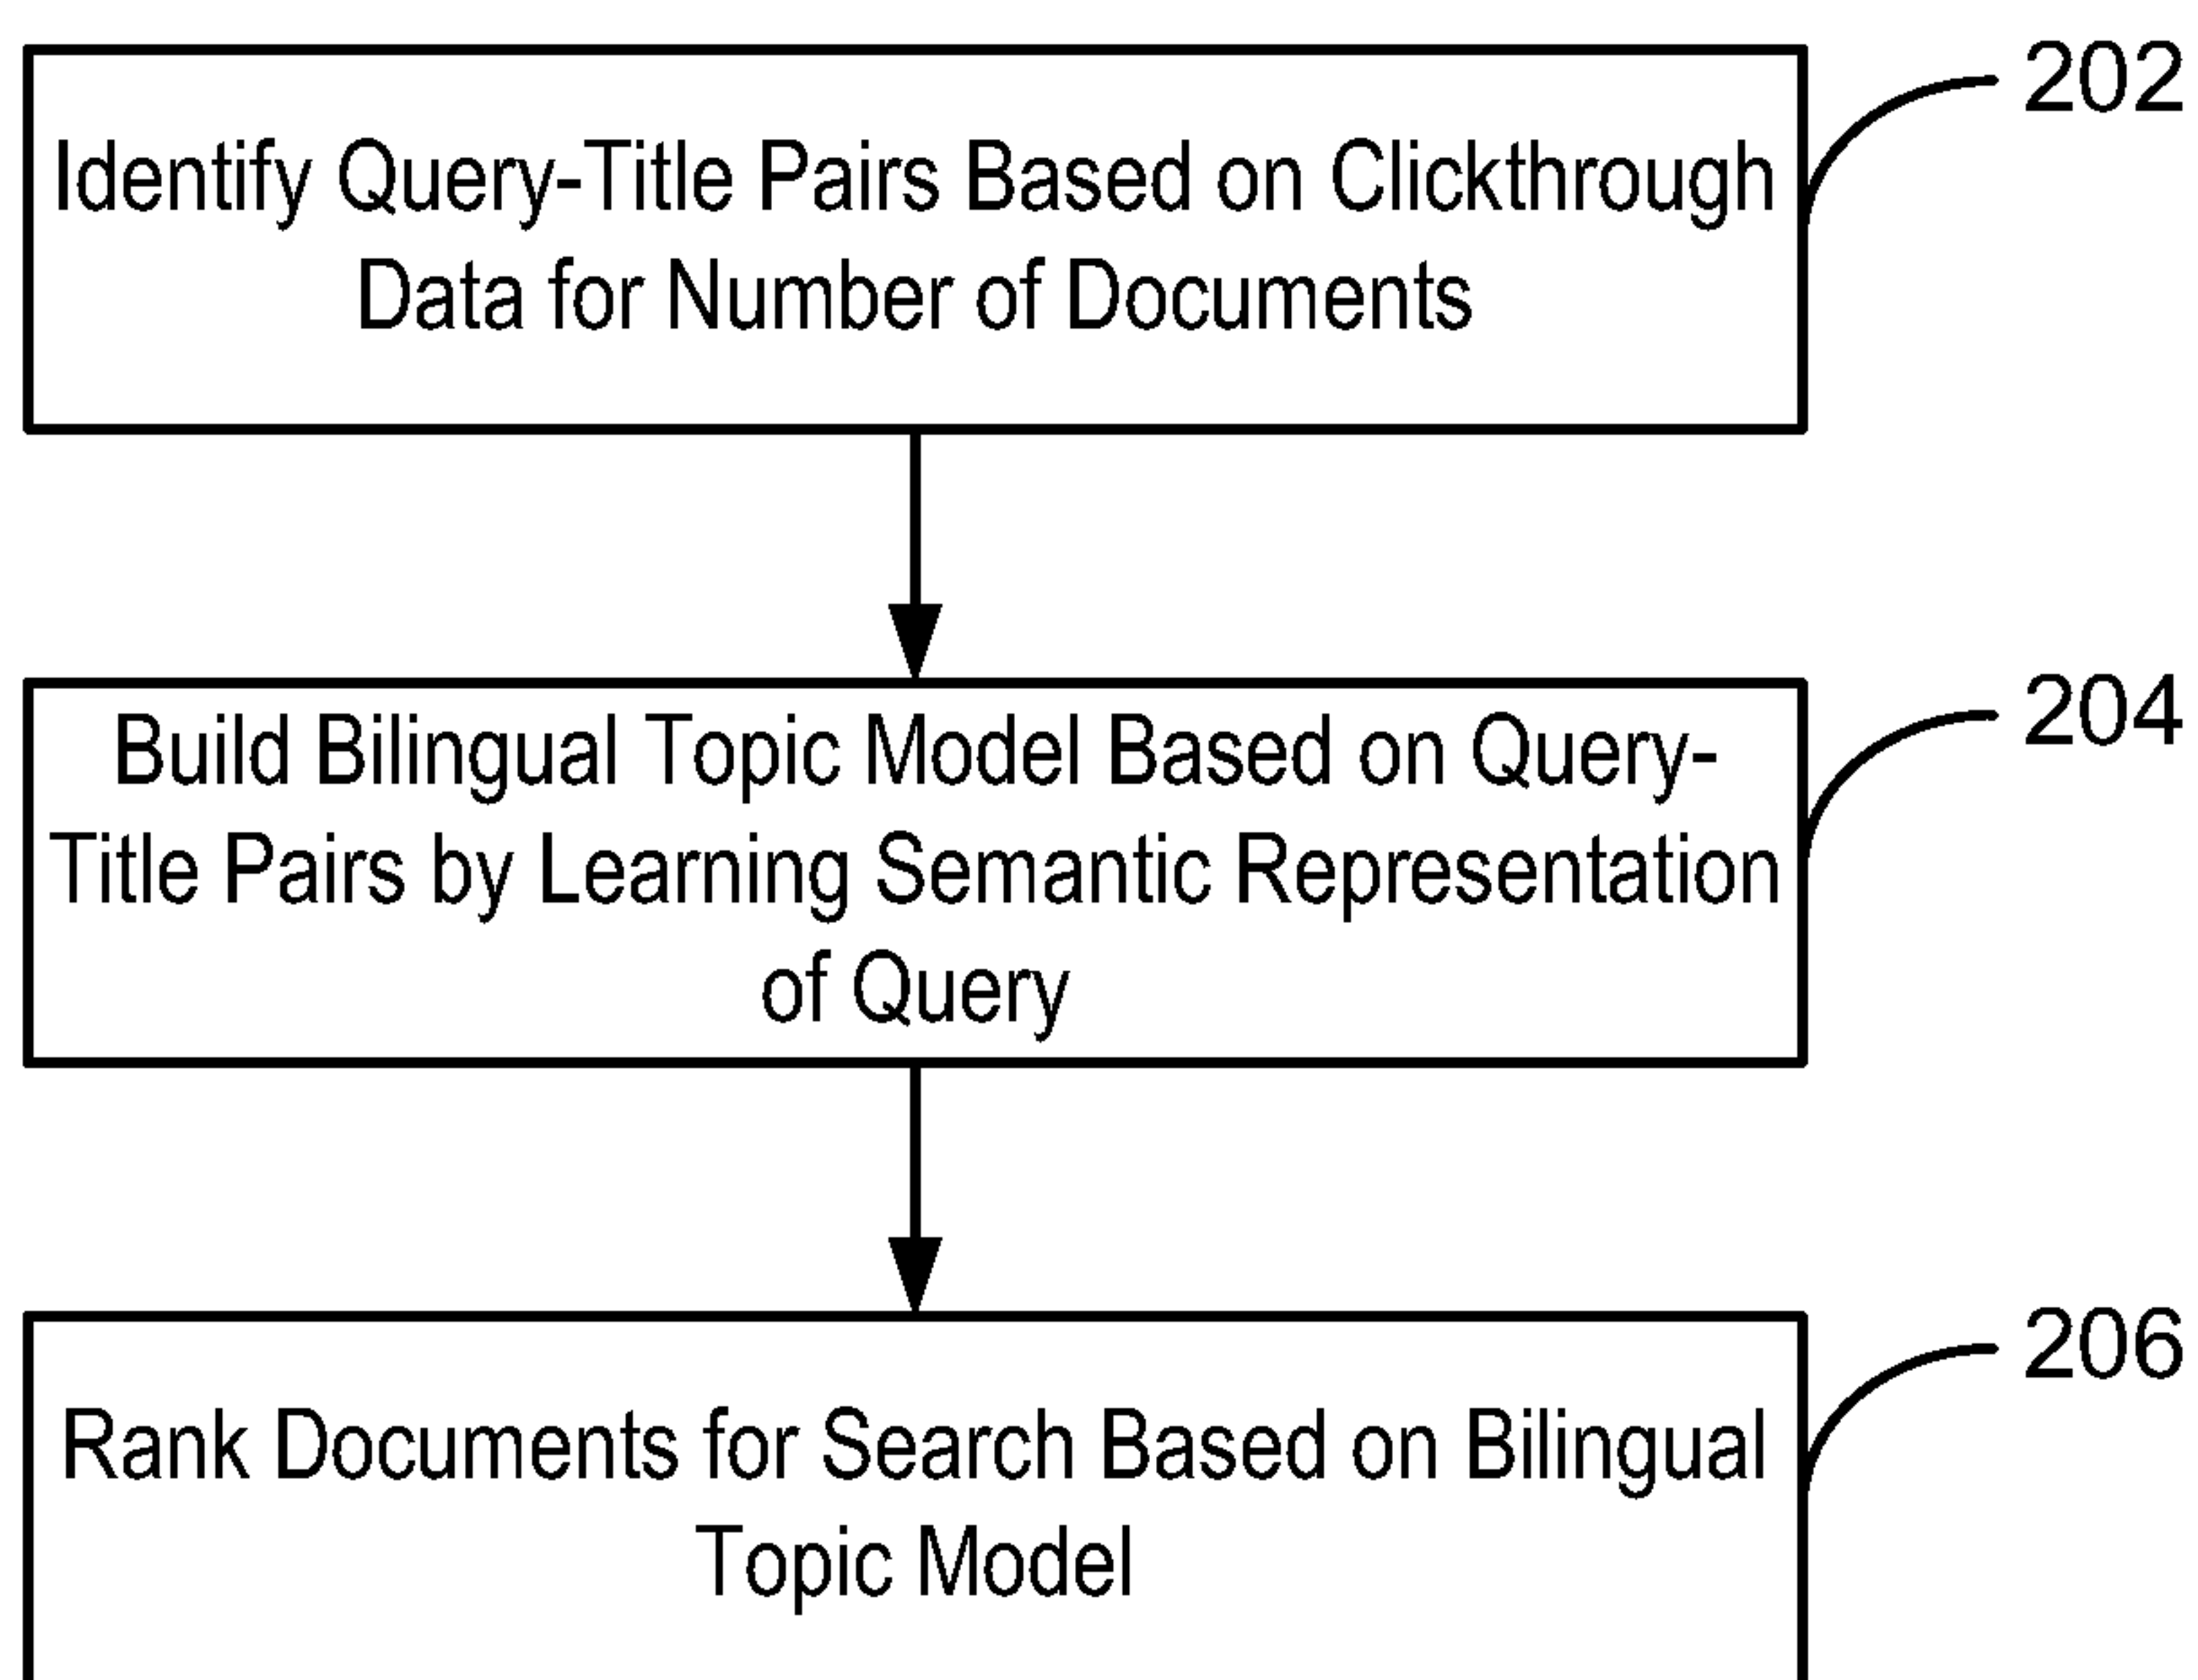 202
Identify Query-Title Pairs Based on Clickthrough
Data for Number of Documents
204
Build Bilingual Topic Model Based on Query-
Title Pairs by Learning Semantic Representation
of Query
206
Rank Documents for Search Based on Bilingual
Topic Model